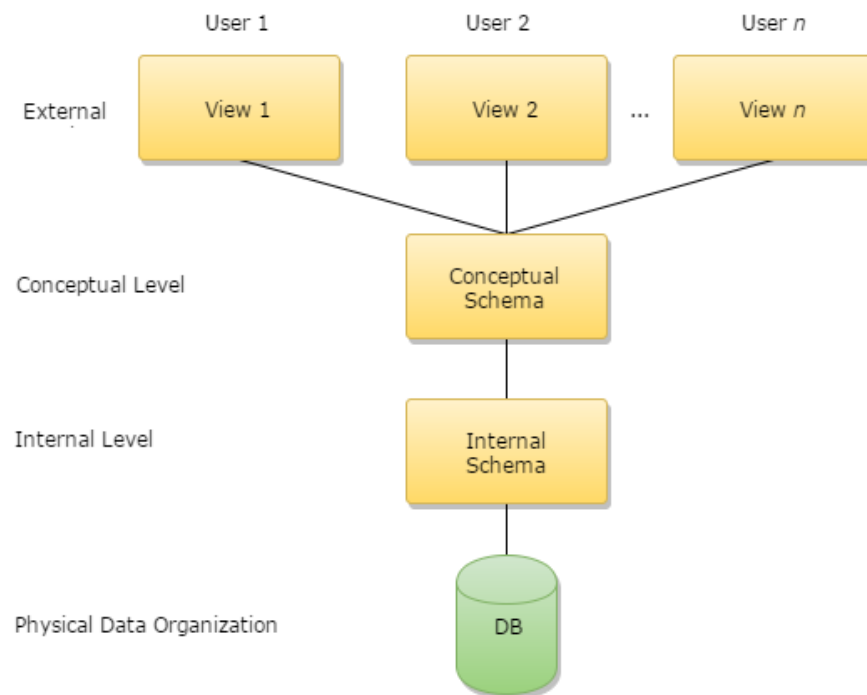 User 1
User 2
User n
External
View 1
View 2
...
View n
Conceptual Level
Conceptual
Schema
Internal Level
Internal
Schema
Physical Data Organization
DB